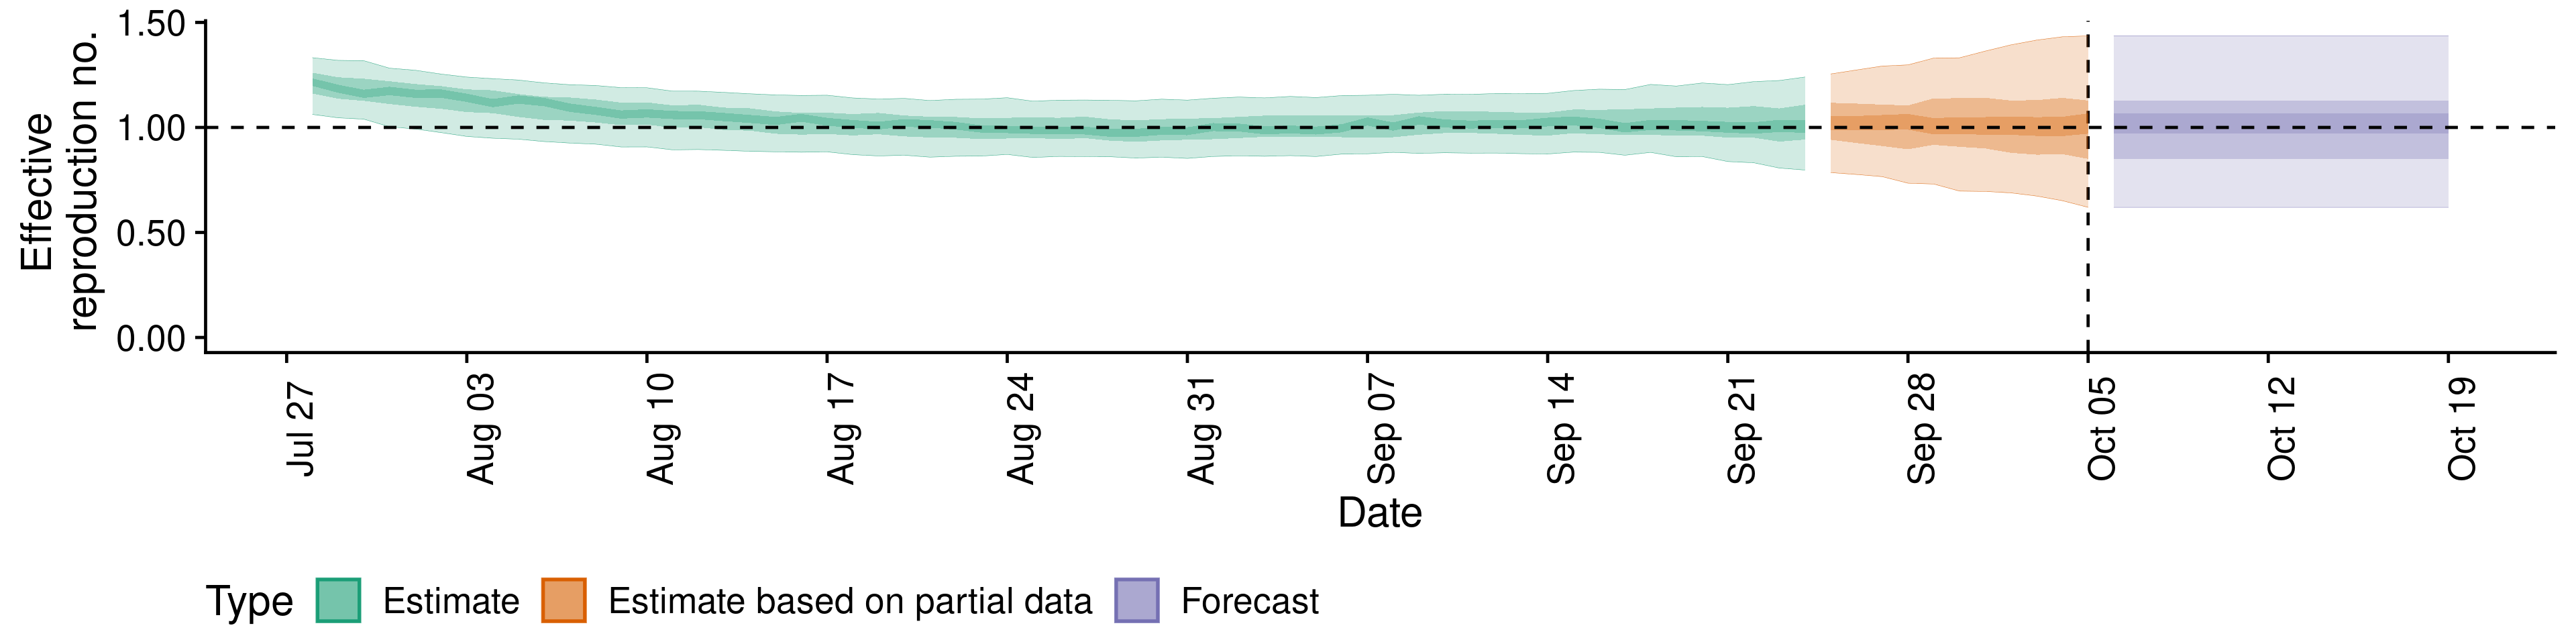 Effective
reproduction no.
1.50
1.00
0.50
0.00
Jul 27
Aug 03
Aug 10
Aug 17
Aug 24
Aug 31
Sep 07
Sep 14
Sep 21
Sep 28
Oct 05
Oct 12
Oct 19
Date
Type Estimate Estimate based on partial data Forecast